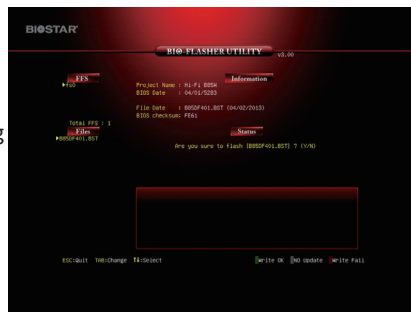 BIOSTAR
BIO-FLASHER UTILITY v3.00
FFS
▶fs0
Information
Project Name : Hi-Fi B85W
BIOS Date : 04/01/5203
File Date : B85DF401.BST (04/02/2013)
BIOS checksum: FE61
Total FFS : 1
Files
▶B85DF401.BST
Status
Are you sure to flash [B85DF401.BST] ? (Y/N)
ESC:Quit TAB:Change ↑↓:Select
Write OK NO Update Write Fail
g